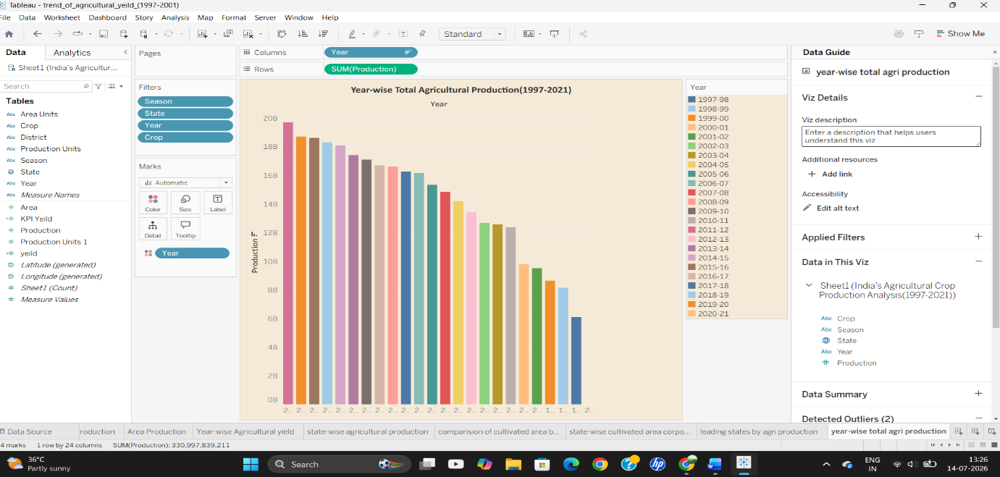 Tableau - trend_of_agricultural_yeild_(1997-2001)
File Data Worksheet Dashboard Story Analysis Map Format Server Window Help
Standard
Show Me
Data Analytics
Sheet1 (India's Agricultur...
Search
Tables
Abc Area Units
Abc Crop
Abc District
Abc Production Units
Abc Season
State
Abc Year
Abc Measure Names
Area
KPI Yeild
Production
Production Units 1
yeild
Latitude (generated)
Longitude (generated)
Sheet1 (Count)
Measure Values
Pages
Filters
Season
State
Year
Crop
Marks
Automatic
Color Size Label
Detail Tooltip
Year
Columns Year
Rows SUM(Production)
Year-wise Total Agricultural Production(1997-2021)
Year
Production
20B
18B
16B
14B
12B
10B
8B
6B
4B
2B
0B
2.. 2.. 2.. 2.. 2.. 2.. 2.. 2.. 2.. 2.. 2.. 2.. 2.. 2.. 2.. 2.. 2.. 2.. 2.. 2.. 1.. 1.. 1.. 2..
Year
1997-98
1998-99
1999-00
2000-01
2001-02
2002-03
2003-04
2004-05
2005-06
2006-07
2007-08
2008-09
2009-10
2010-11
2011-12
2012-13
2013-14
2014-15
2015-16
2016-17
2017-18
2018-19
2019-20
2020-21
Data Guide
year-wise total agri production
Viz Details
Viz description
Enter a description that helps users
understand this viz
Additional resources
Add link
Accessibility
Edit alt text
Applied Filters
Data in This Viz
Sheet1 (India's Agricultural Crop
Production Analysis(1997-2021))
Abc Crop
Abc Season
State
Abc Year
Production
Data Summary
Detected Outliers (2)
Data Source roduction Area Production Year-wise Agricultural yield state-wise agricultural production comparision of cultivated area b... state-wise cultivated area corpo... leading states by agri production year-wise total agri production
4 marks 1 row by 24 columns SUM(Production): 330,997,839,211
36°C
Partly sunny
Search
ENG
IN
13:26
14-07-2026